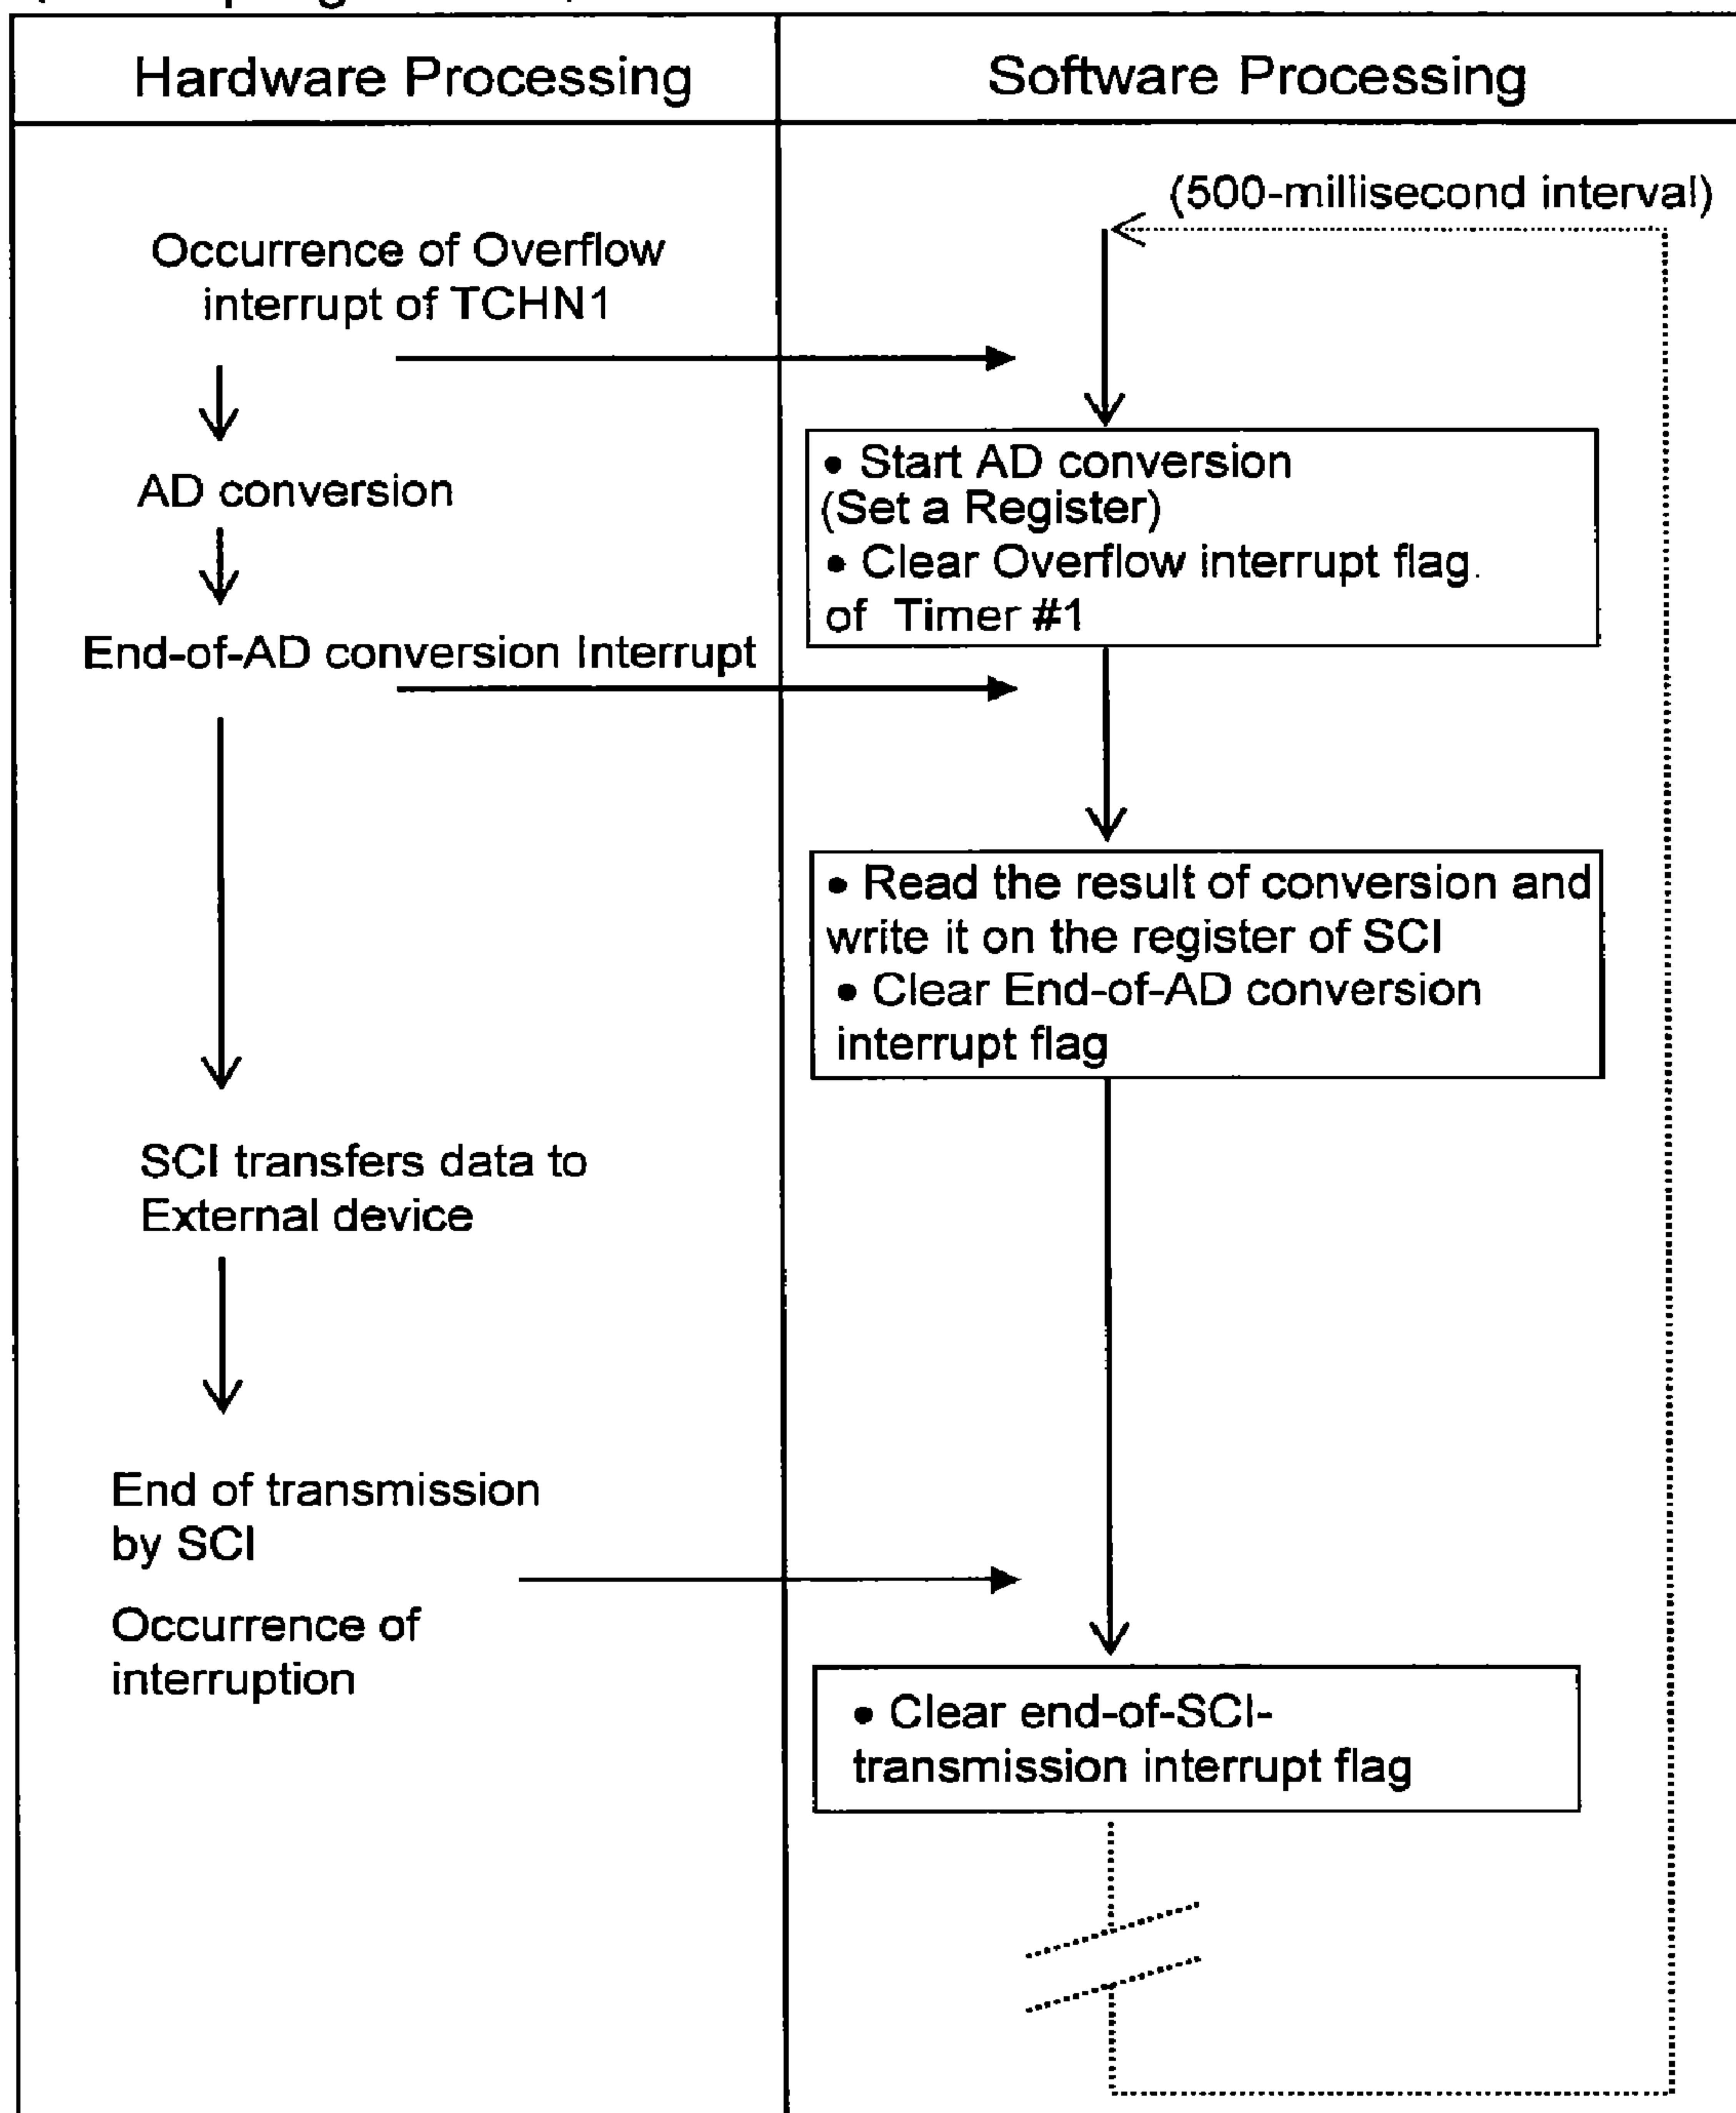 Hardware Processing
Software Processing
(500-millisecond interval)
Occurrence of Overflow
interrupt of TCHN1
AD conversion
• Start AD conversion
(Set a Register)
• Clear Overflow interrupt flag.
of Timer #1
End-of-AD conversion Interrupt
• Read the result of conversion and
write it on the register of SCI
• Clear End-of-AD conversion
interrupt flag
SCI transfers data to
External device
End of transmission
by SCI
Occurrence of
interruption
• Clear end-of-SCI-
transmission interrupt flag